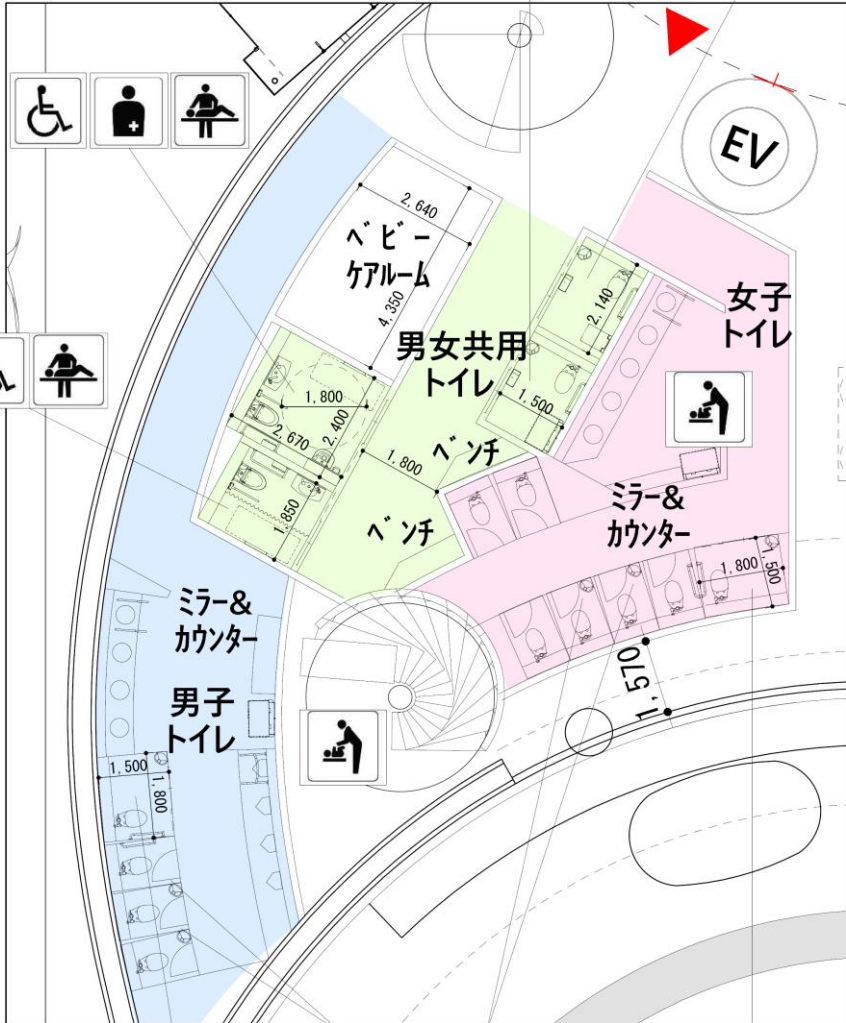 EV
2,640
ベビー
ケアルーム
4,350
女子
トイレ
2,140
男女共用
トイレ
1,800
1,500
2,670
2,400
1,800
ベンチ
1,850
ベンチ
ミラー&
カウンター
1,800
1,500
ミラー&
カウンター
1,570
男子
トイレ
1,500
1,800